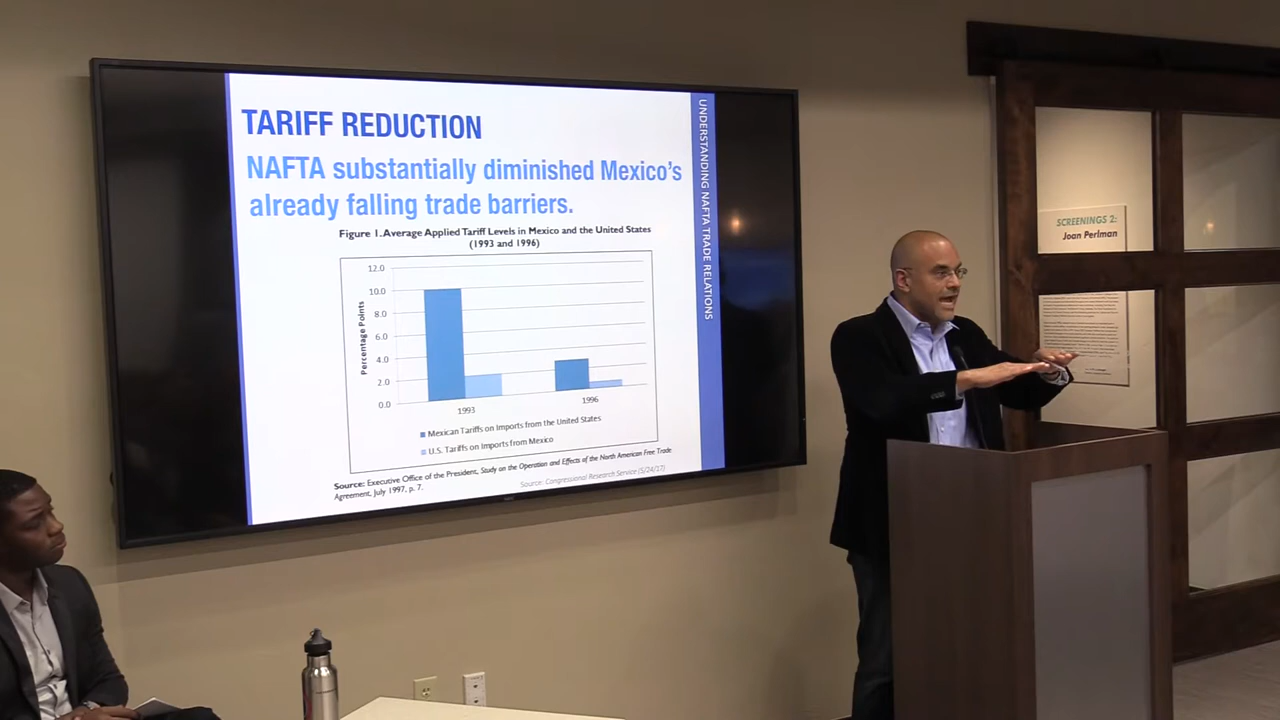 TARIFF REDUCTION
NAFTA substantially diminished Mexico's
already falling trade barriers.
Figure 1. Average Applied Tariff Levels in Mexico and the United States
(1993 and 1996)
12.0
10.0
8.0
6.0
4.0
2.0
0.0
Percentage Points
1993
1996
Mexican Tariffs on Imports from the United States
U.S. Tariffs on Imports from Mexico
Source: Executive Office of the President, Study on the Operation and Effects of the North American Free Trade
Agreement, July 1997, p. 7.
Source: Congressional Research Service (5/24/17)
UNDERSTANDING NAFTA TRADE RELATIONS
SCREENINGS 2:
Joan Perlman